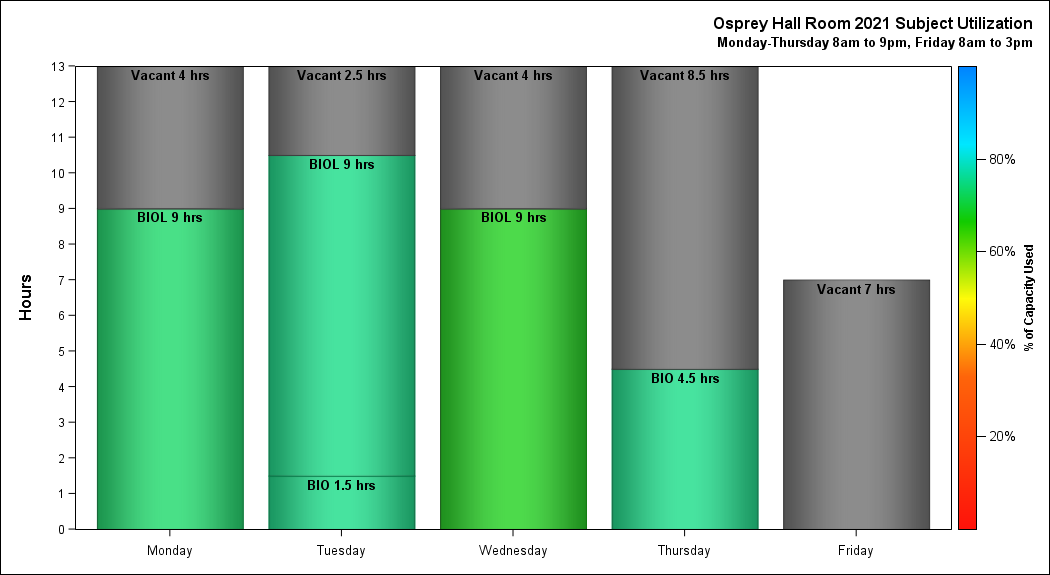 Osprey Hall Room 2021 Subject Utilization
Monday-Thursday 8am to 9pm, Friday 8am to 3pm
Hours
13
12
11
10
9
8
7
6
5
4
3
2
1
0
Vacant 4 hrs
BIOL 9 hrs
Vacant 2.5 hrs
BIOL 9 hrs
BIO 1.5 hrs
Vacant 4 hrs
BIOL 9 hrs
Vacant 8.5 hrs
BIO 4.5 hrs
Vacant 7 hrs
Monday
Tuesday
Wednesday
Thursday
Friday
80%
60%
40%
20%
% of Capacity Used